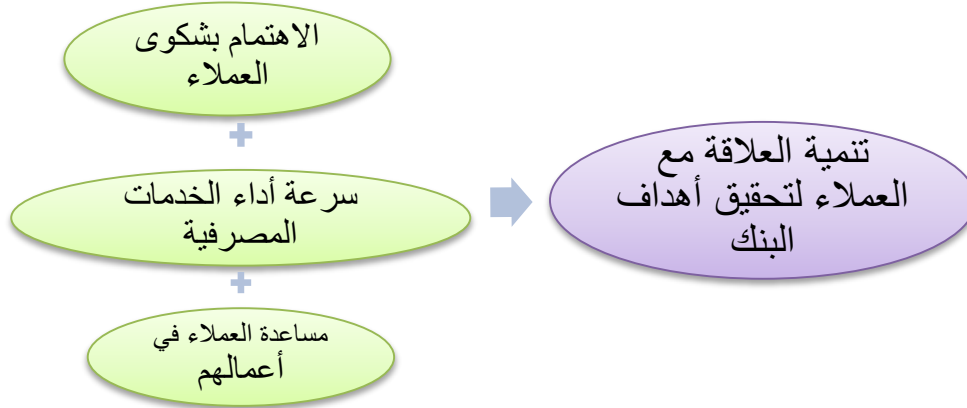 الاهتمام بشكوى
العملاء
+
سرعة أداء الخدمات
المصرفية
+
مساعدة العملاء في
أعمالهم
تنمية العلاقة مع
العملاء لتحقيق أهداف
البنك